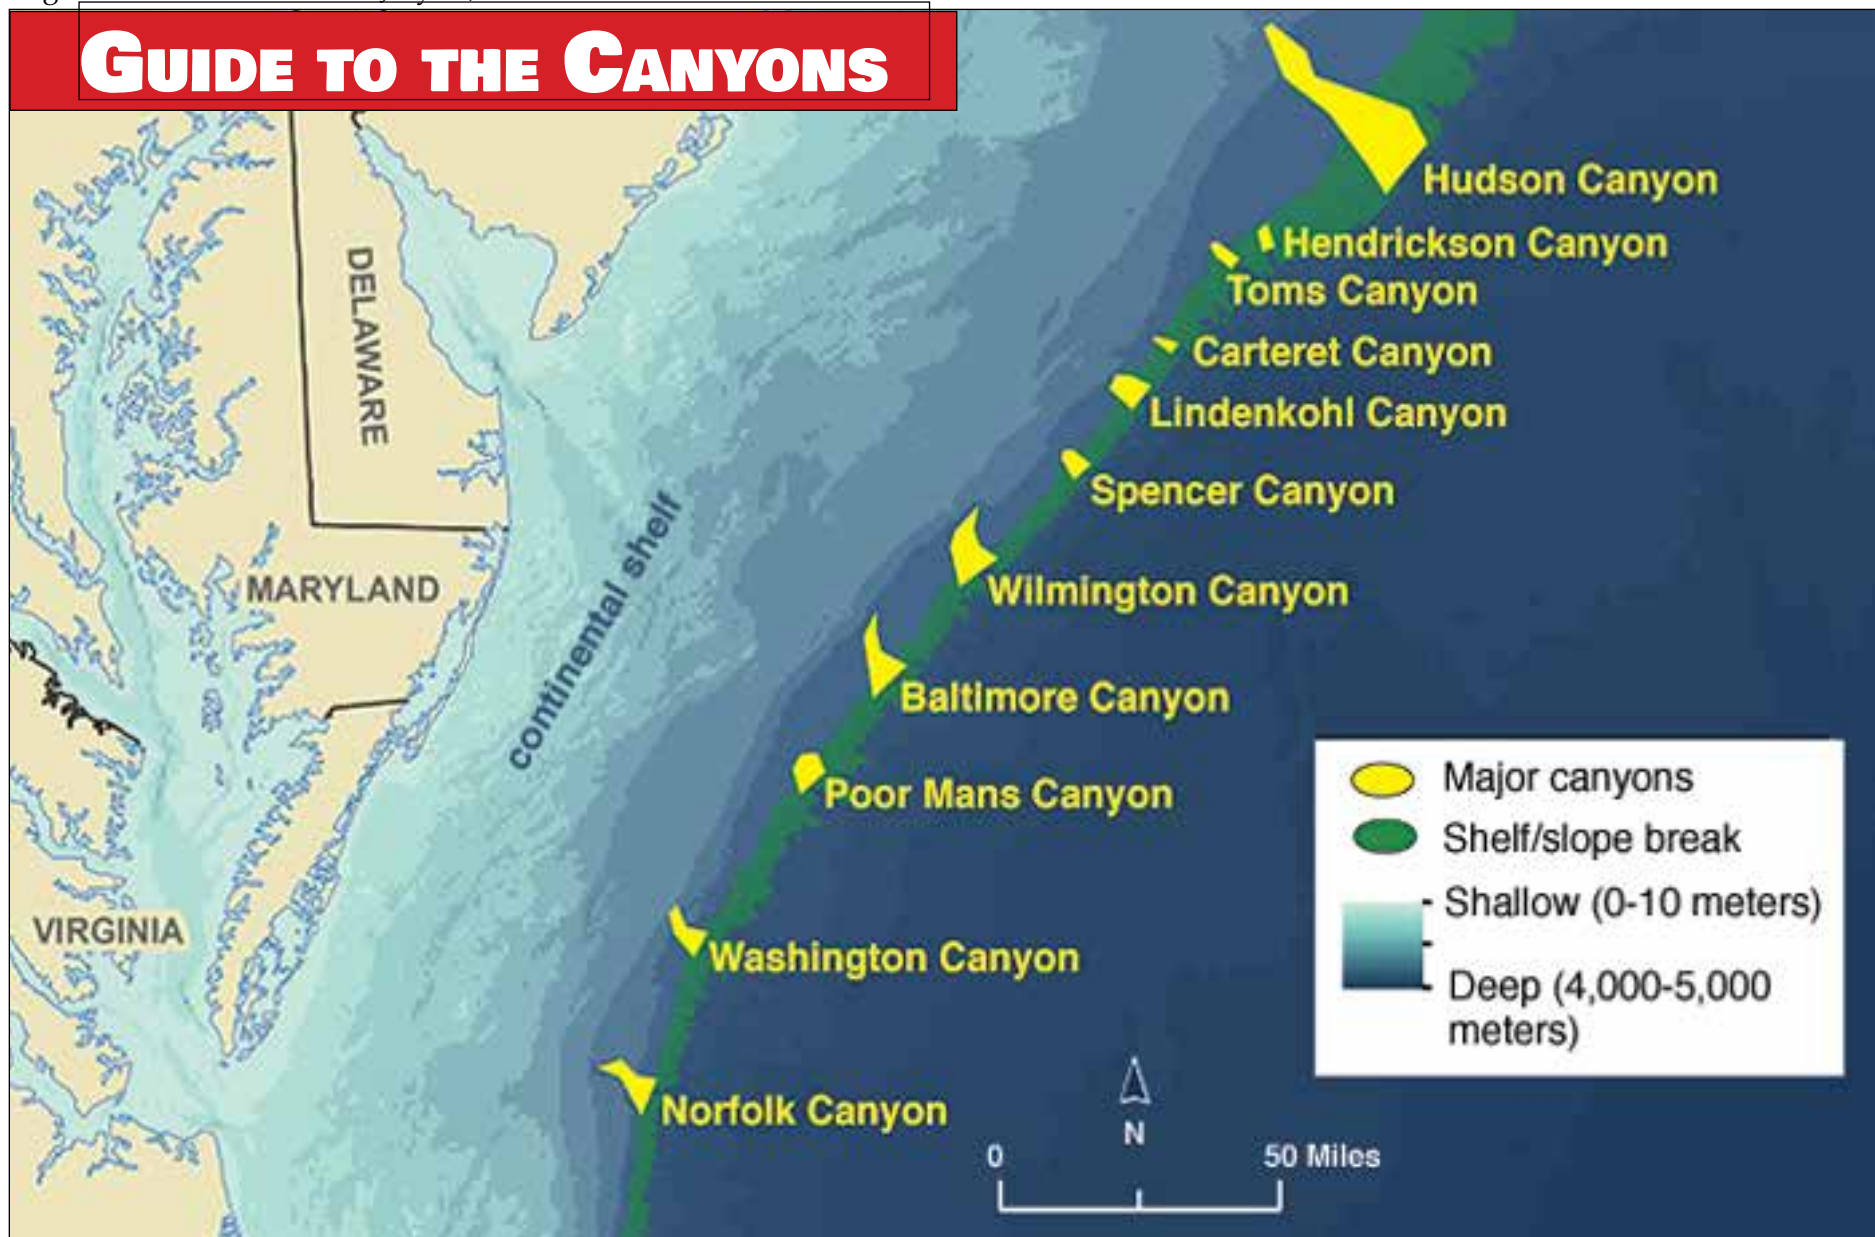 GUIDE TO THE CANYONS
Hudson Canyon
Hendrickson Canyon
Toms Canyon
Carteret Canyon
Lindenkohl Canyon
Spencer Canyon
Wilmington Canyon
Baltimore Canyon
Poor Mans Canyon
Washington Canyon
Norfolk Canyon
DELAWARE
MARYLAND
VIRGINIA
continental shelf
Major canyons
Shelf/slope break
Shallow (0-10 meters)
Deep (4,000-5,000
meters)
N
0 50 Miles